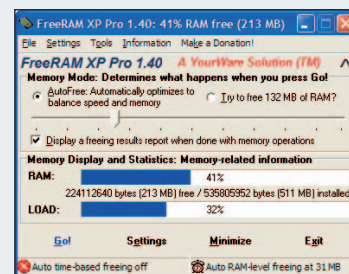 FreeRAM XP Pro 1.40: 41% RAM free (213 MB)
File Settings Tools Information Make a Donation!
FreeRAM XP Pro 1.40 A YourWare Solution (TM)
Memory Mode: Determines what happens when you press Go!
AutoFree: Automatically optimizes to balance speed and memory
Try to free 132 MB of RAM?
Display a freeing results report when done with memory operations
Memory Display and Statistics: Memory-related information
RAM: 41%
224112640 bytes (213 MB) free / 535805952 bytes (511 MB) installed
LOAD: 32%
Go! Settings Minimize Exit
Auto time-based freeing off Auto RAM-level freeing at 31 MB